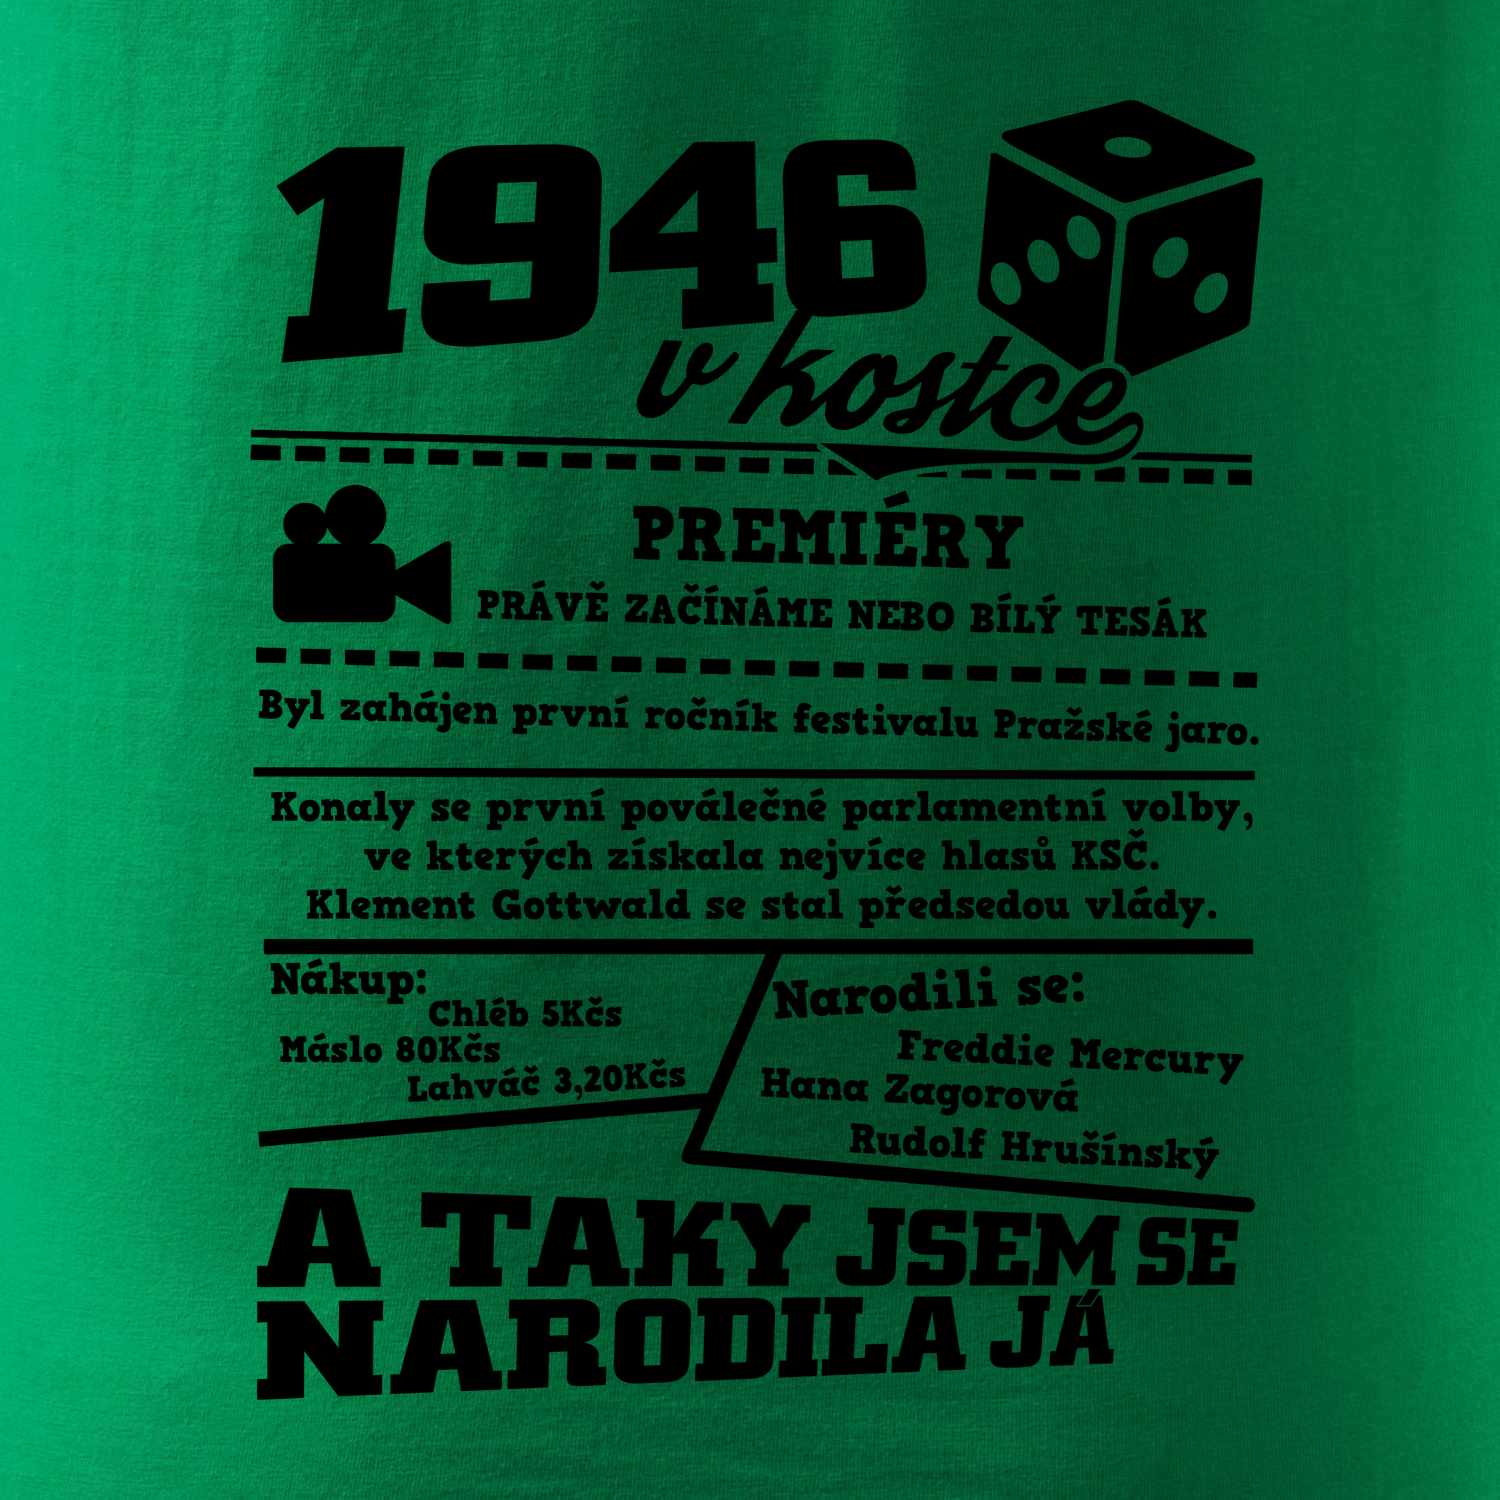 1946
v kostce
PREMIÉRY
PRÁVĚ ZAČÍNÁME NEBO BÍLÝ TESÁK
Byl zahájen první ročník festivalu Pražské jaro.
Konaly se první poválečné parlamentní volby,
ve kterých získala nejvíce hlasů KSČ.
Klement Gottwald se stal předsedou vlády.
Nákup:
Chléb 5Kčs
Máslo 80Kčs
Lahváč 3,20Kčs
Narodili se:
Freddie Mercury
Hana Zagorová
Rudolf Hrušínský
A TAKY JSEM SE
NARODILA JÁ